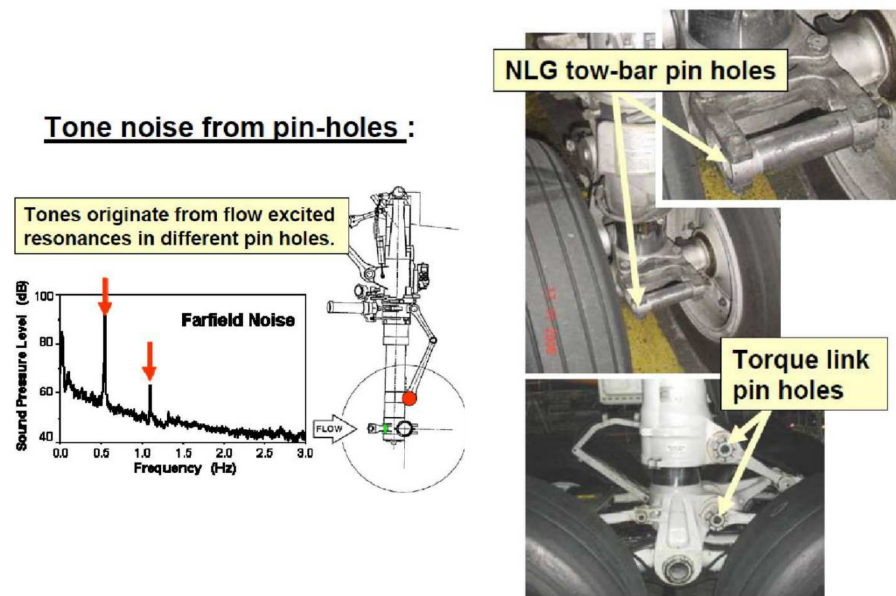 Tone noise from pin-holes :
Tones originate from flow excited
resonances in different pin holes.
Sound Pressure Level (dB)
100
80
60
40
Farfield Noise
0.0 0.5 1.0 1.5 2.0 2.5 3.0
Frequency (Hz)
FLOW
NLG tow-bar pin holes
Torque link
pin holes